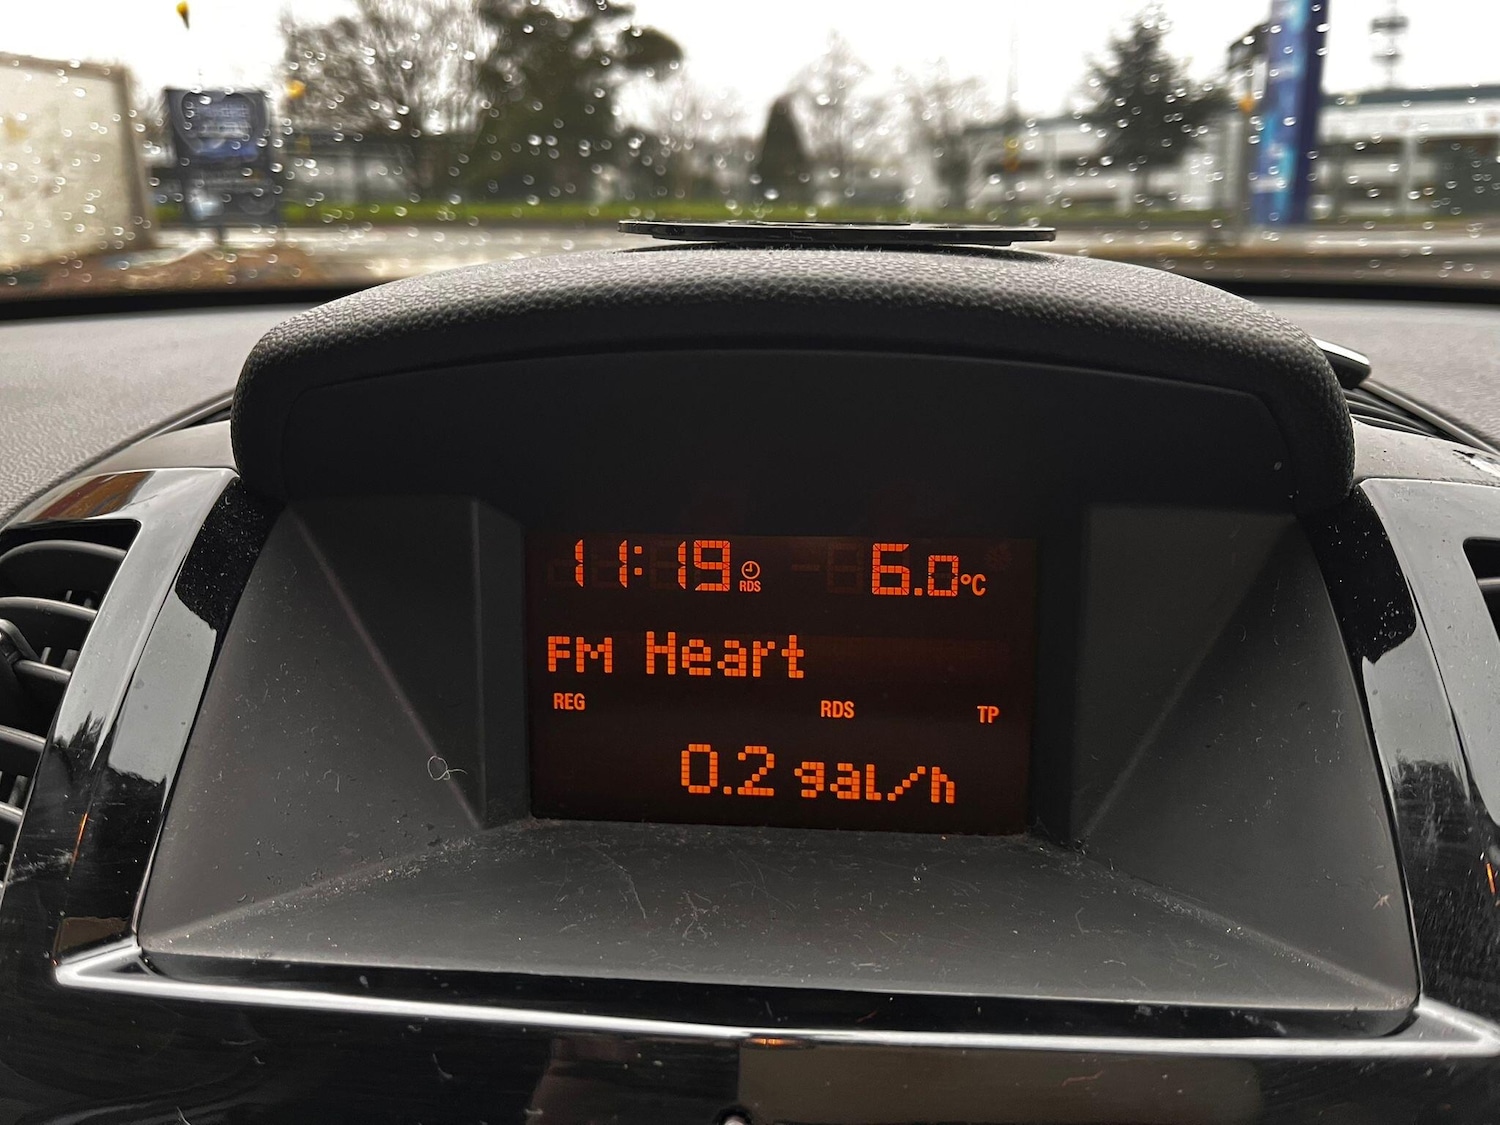 11:19 RDS 6.0°C
FM Heart
REG RDS TP
0.2 gal/h